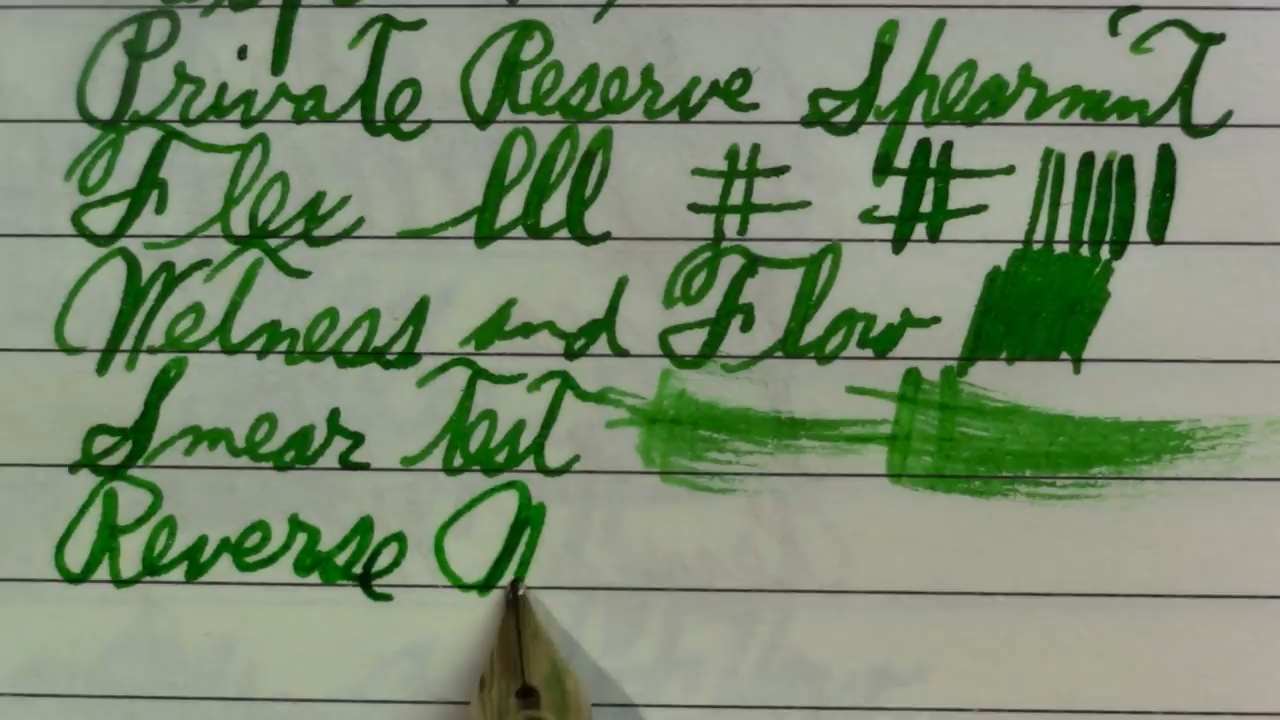 Private Reserve Spearmint
Flex lll # #
Wetness and Flow
Smear Test
Reverse